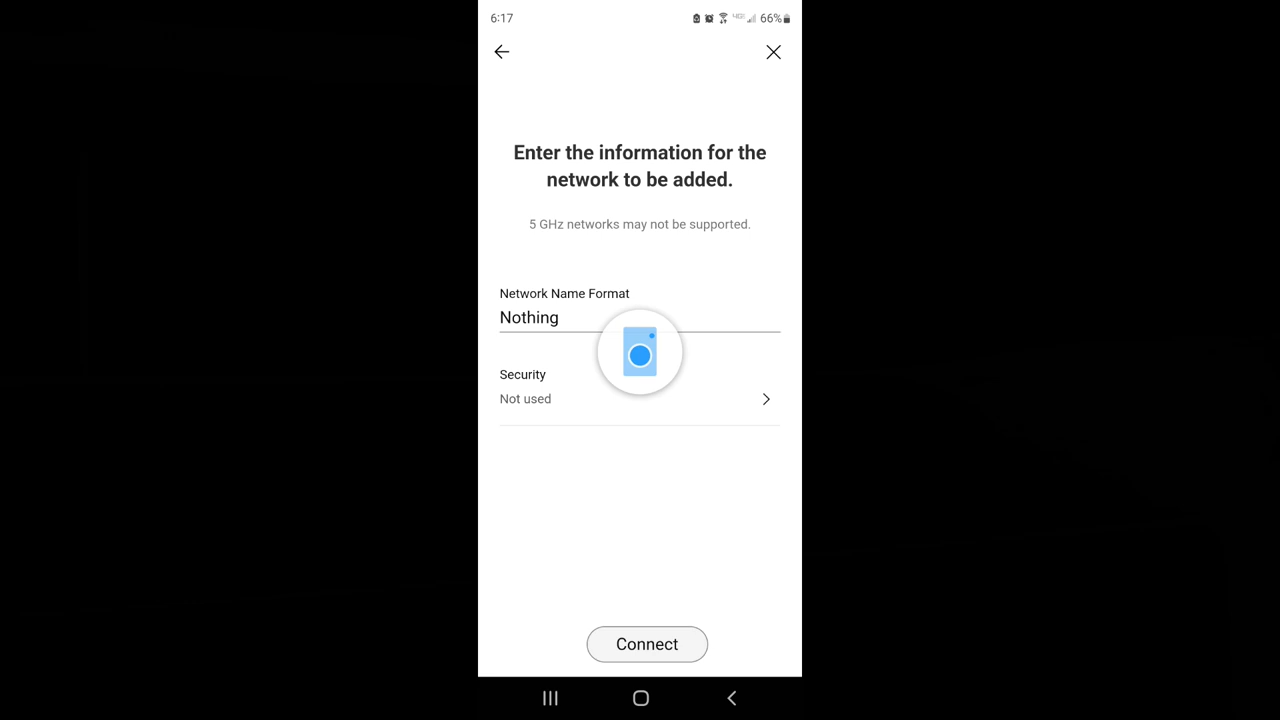 6:17
66%
Enter the information for the
network to be added.
5 GHz networks may not be supported.
Network Name Format
Nothing
Security
Not used
Connect